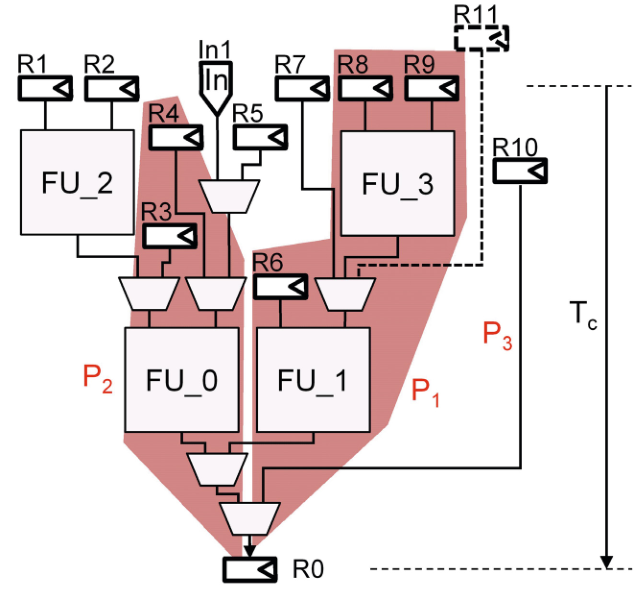 R11
In1
R1
R2
R7
R8
R9
In
R4
R5
R10
FU_2
FU_3
R3
R6
T_c
P_3
P_2
FU_0
FU_1
P_1
R0